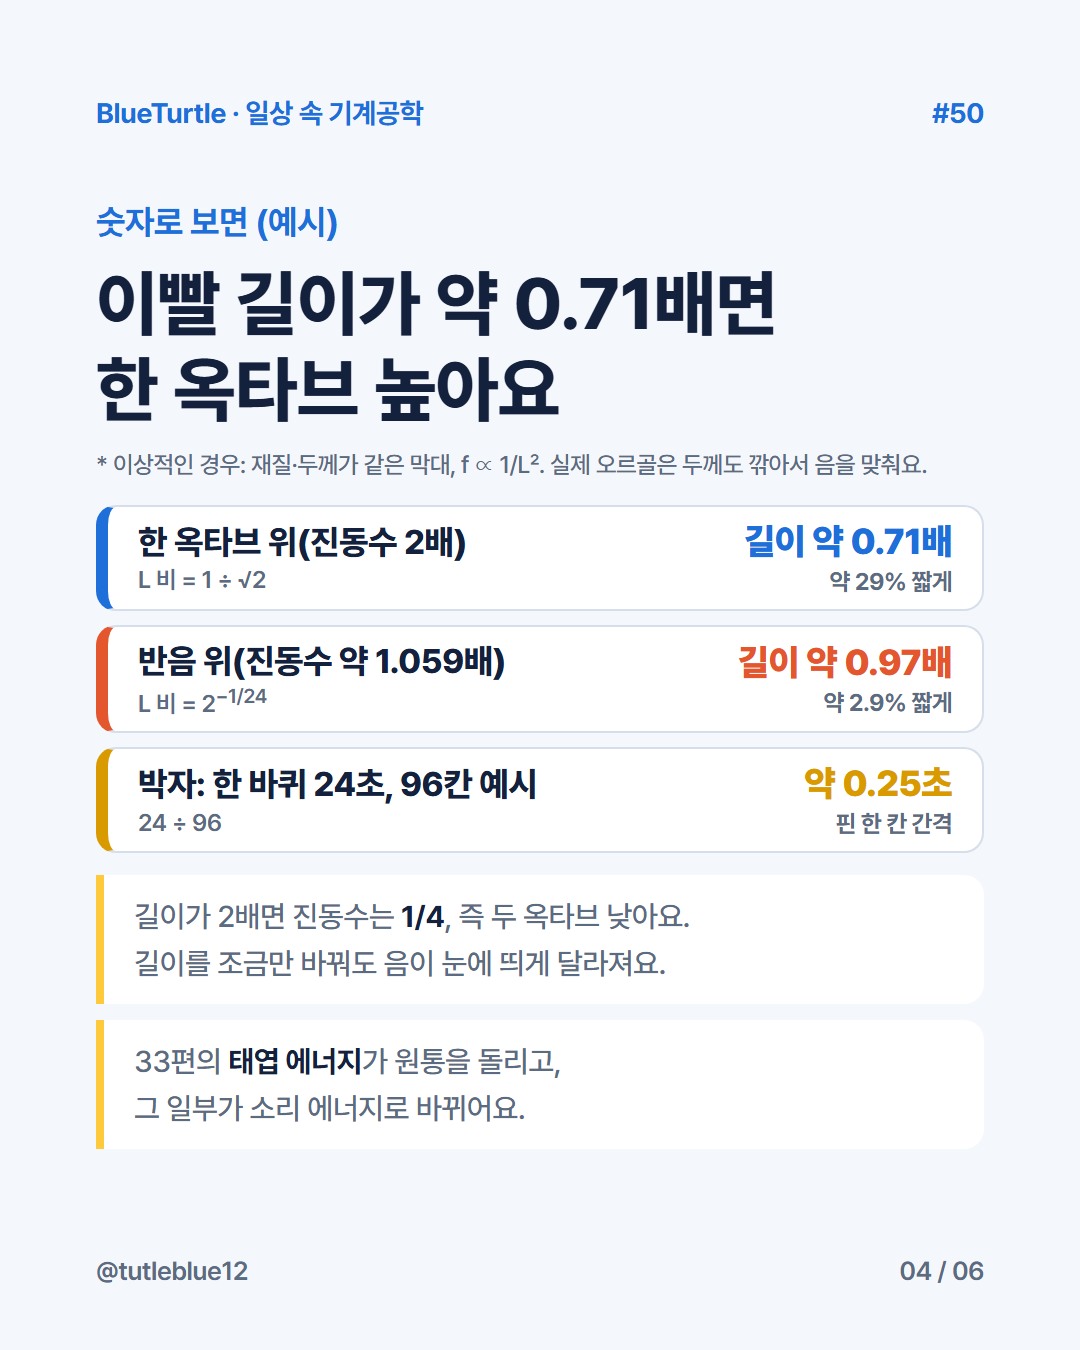 BlueTurtle · 일상 속 기계공학
#50
숫자로 보면 (예시)
이빨 길이가 약 0.71배면
한 옥타브 높아요
* 이상적인 경우: 재질·두께가 같은 막대, f ∝ 1/L². 실제 오르골은 두께도 깎아서 음을 맞춰요.
한 옥타브 위(진동수 2배)
길이 약 0.71배
L 비 = 1 ÷ √2
약 29% 짧게
반음 위(진동수 약 1.059배)
길이 약 0.97배
L 비 = 2⁻¹/²⁴
약 2.9% 짧게
박자: 한 바퀴 24초, 96칸 예시
약 0.25초
24 ÷ 96
핀 한 칸 간격
길이가 2배면 진동수는 1/4, 즉 두 옥타브 낮아요.
길이를 조금만 바꿔도 음이 눈에 띄게 달라져요.
33편의 태엽 에너지가 원통을 돌리고,
그 일부가 소리 에너지로 바뀌어요.
@tutleblue12
04 / 06